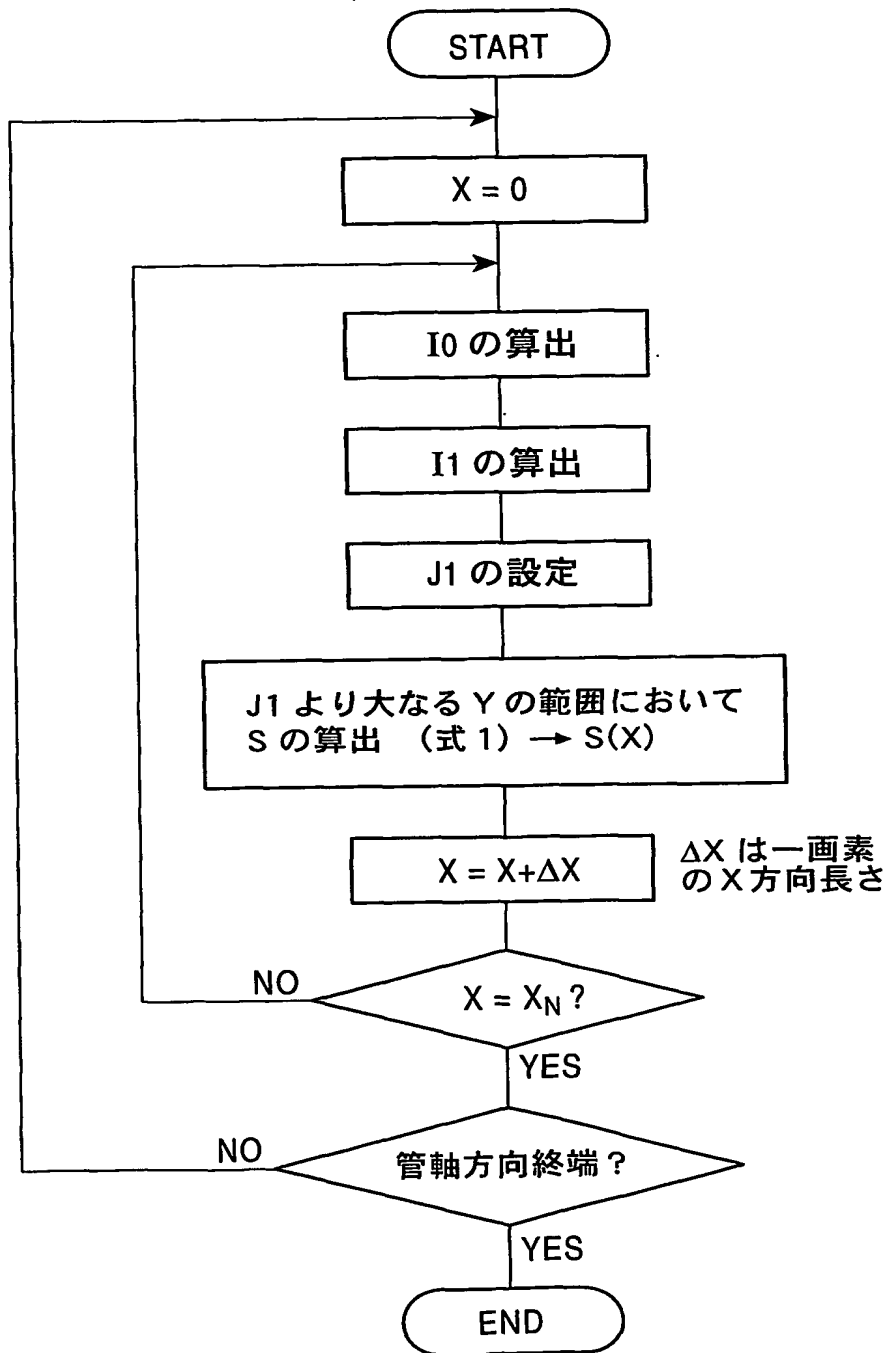 START
X = 0
I0 の算出
I1 の算出
J1 の設定
J1 より大なる Y の範囲において
S の算出 （式 1） → S(X)
X = X+ΔX
ΔX は一画素
の X 方向長さ
NO
X = XN ?
YES
NO
管軸方向終端？
YES
END